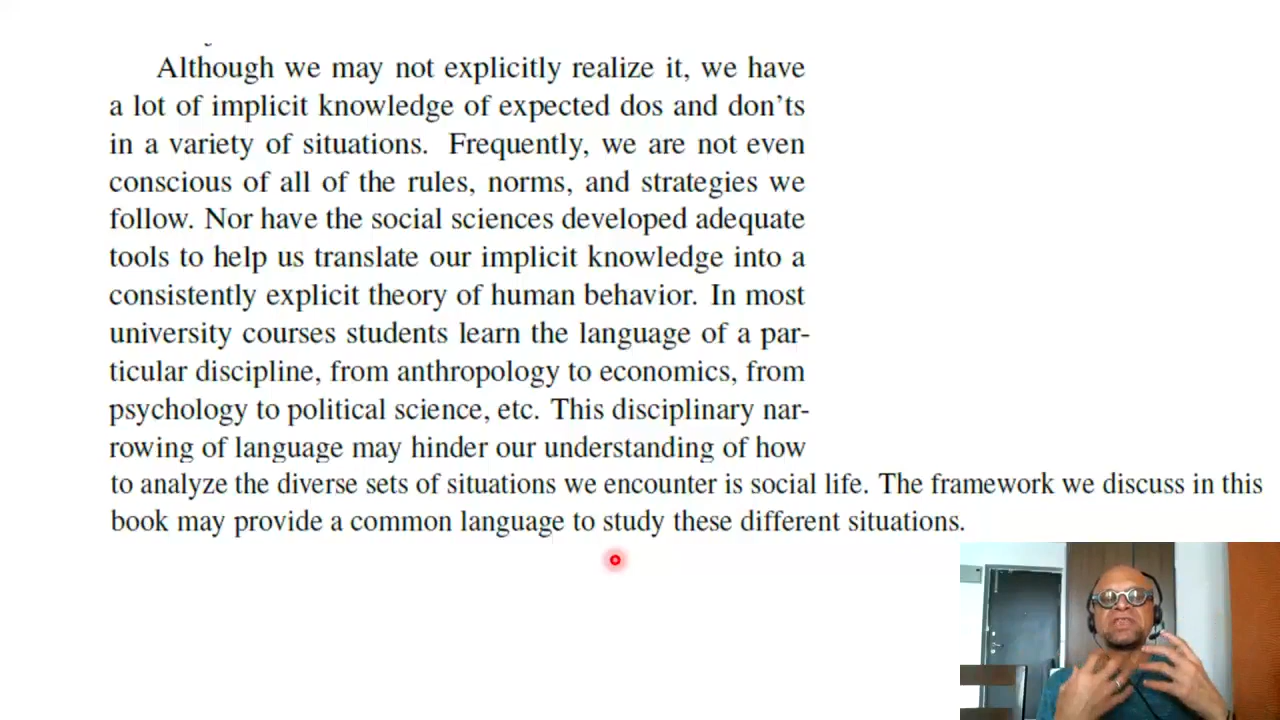 Although we may not explicitly realize it, we have
a lot of implicit knowledge of expected dos and don'ts
in a variety of situations. Frequently, we are not even
conscious of all of the rules, norms, and strategies we
follow. Nor have the social sciences developed adequate
tools to help us translate our implicit knowledge into a
consistently explicit theory of human behavior. In most
university courses students learn the language of a par-
ticular discipline, from anthropology to economics, from
psychology to political science, etc. This disciplinary nar-
rowing of language may hinder our understanding of how
to analyze the diverse sets of situations we encounter is social life. The framework we discuss in this
book may provide a common language to study these different situations.